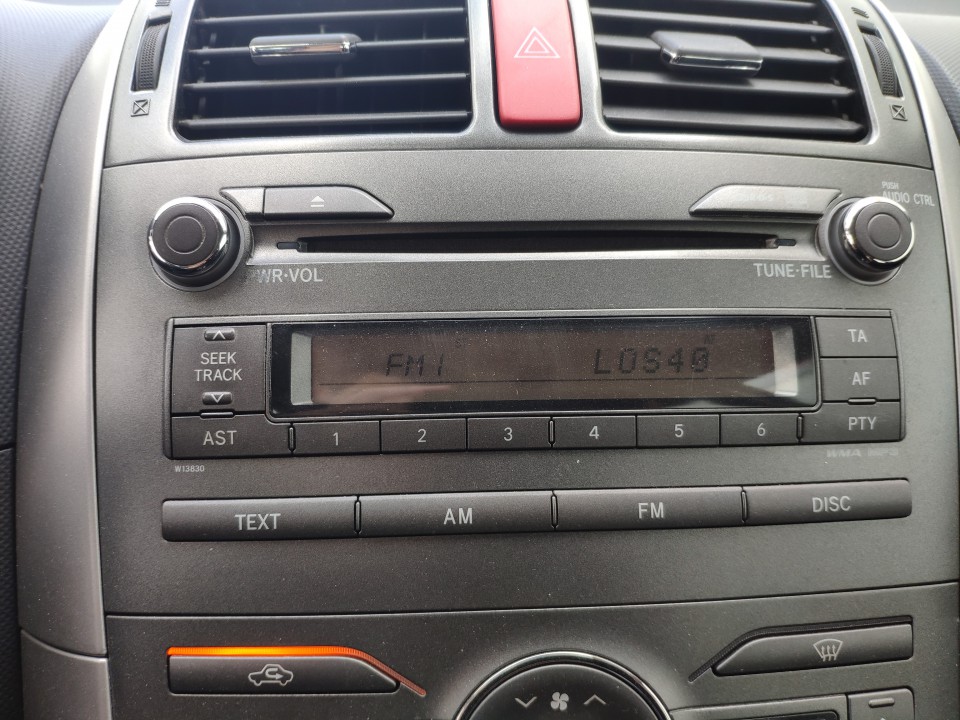 PUSH
AUDIO CTRL
PWR·VOL
TUNE·FILE
SEEK
TRACK
FM1 LOS40
TA
AF
AST 1 2 3 4 5 6 PTY
W13830
WMA MP3
TEXT AM FM DISC